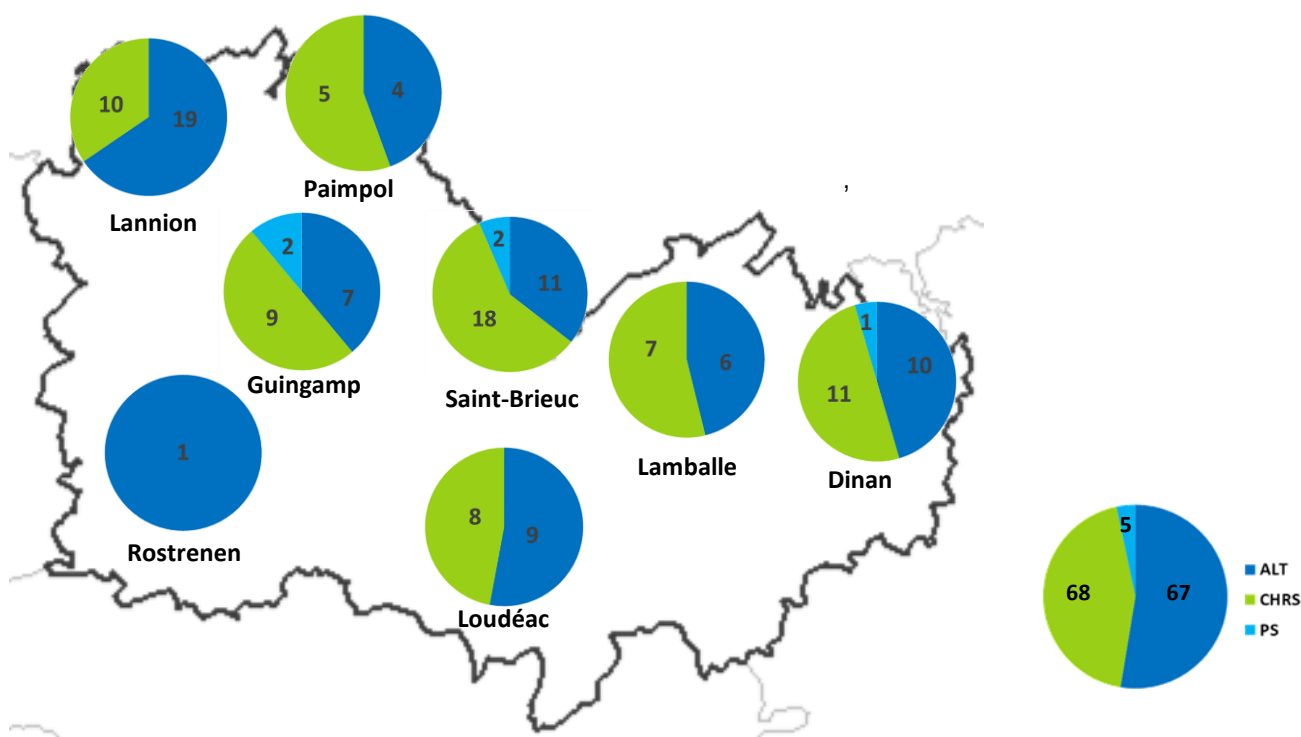 10
19
Lannion
5
4
Paimpol
,
2
7
9
Guingamp
2
11
18
Saint-Brieuc
7
6
Lamballe
1
10
11
Dinan
1
Rostrenen
8
9
Loudéac
5
68
67
ALT
CHRS
PS